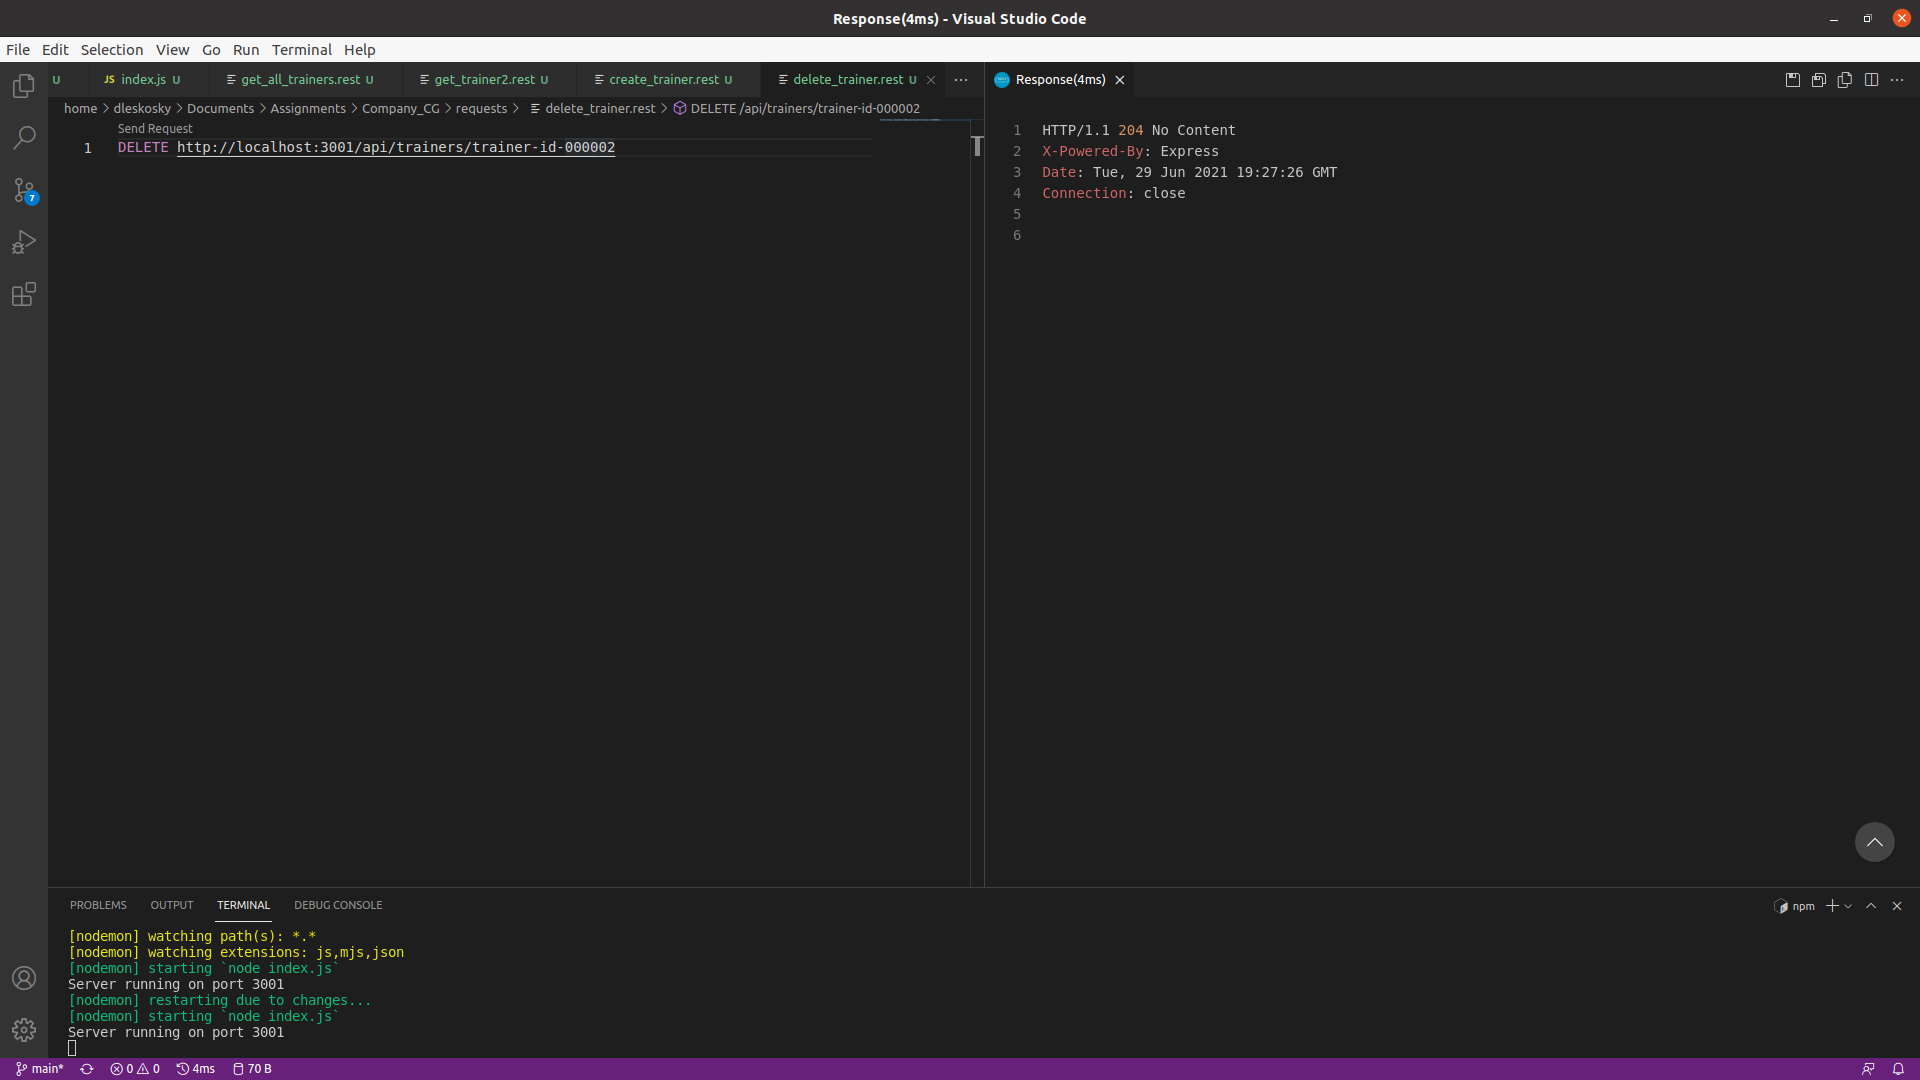 Response(4ms) - Visual Studio Code
File Edit Selection View Go Run Terminal Help
U JS index.js U get_all_trainers.rest U get_trainer2.rest U create_trainer.rest U delete_trainer.rest U
Response(4ms)
home > dleskosky > Documents > Assignments > Company_CG > requests > delete_trainer.rest > DELETE /api/trainers/trainer-id-000002
Send Request
1 DELETE http://localhost:3001/api/trainers/trainer-id-000002
1 HTTP/1.1 204 No Content
2 X-Powered-By: Express
3 Date: Tue, 29 Jun 2021 19:27:26 GMT
4 Connection: close
5
6
7
PROBLEMS OUTPUT TERMINAL DEBUG CONSOLE
npm
[nodemon] watching path(s): *.*
[nodemon] watching extensions: js,mjs,json
[nodemon] starting `node index.js`
Server running on port 3001
[nodemon] restarting due to changes...
[nodemon] starting `node index.js`
Server running on port 3001
main* 0 0 4ms 70 B